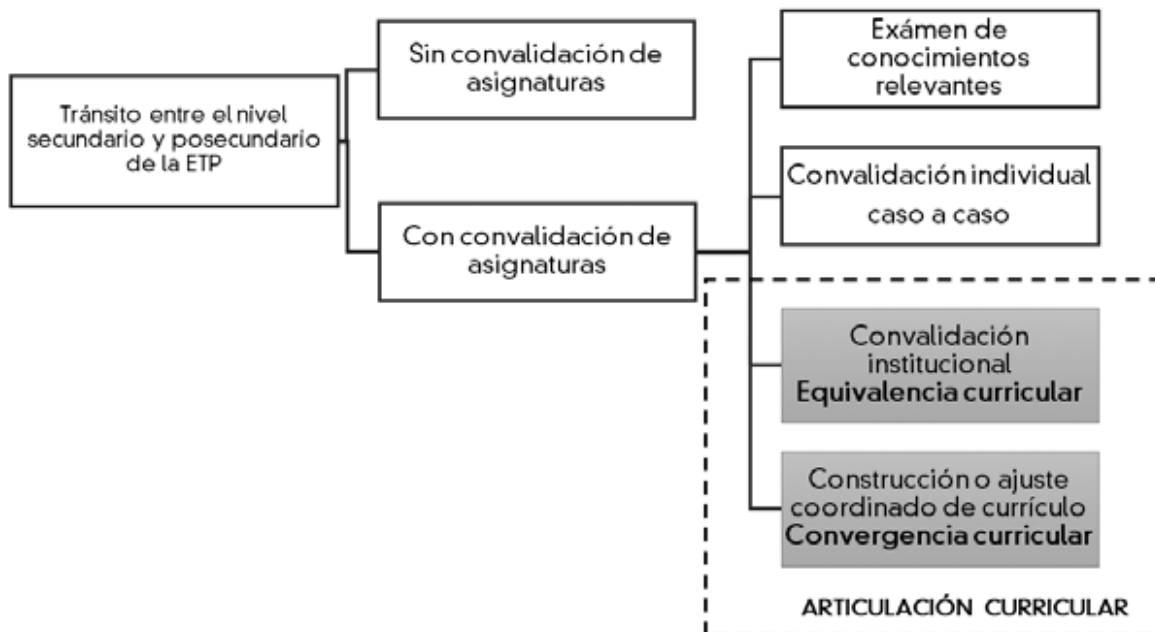 Tránsito entre el nivel
secundario y posecundario
de la ETP
Sin convalidación de
asignaturas
Con convalidación de
asignaturas
Exámen de
conocimientos
relevantes
Convalidación individual
caso a caso
Convalidación
institucional
Equivalencia curricular
Construcción o ajuste
coordinado de currículo
Convergencia curricular
ARTICULACIÓN CURRICULAR